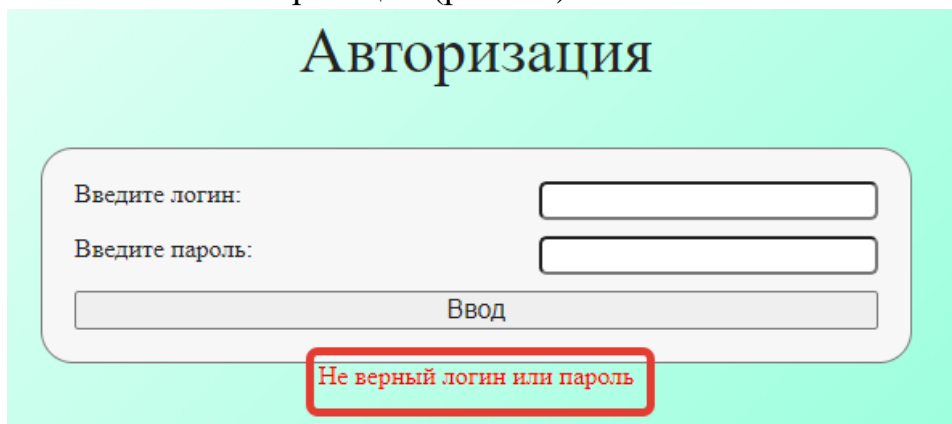 Авторизация
Введите логин:
Введите пароль:
Ввод
Не верный логин или пароль